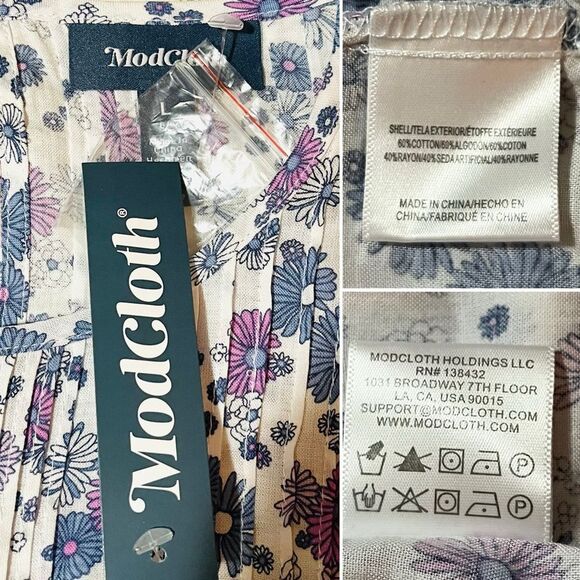 ModCloth
L
ModCloth®
SHELL/TELA EXTERIOR/ÉTOFFE EXTÉRIEURE
60%COTTON/60%ALGODON/60%COTON
40%RAYON/40%SEDA ARTIFICIAL/40%RAYONNE
MADE IN CHINA/HECHO EN
CHINA/FABRIQUÉ EN CHINE
MODCLOTH HOLDINGS LLC
RN# 138432
1031 BROADWAY 7TH FLOOR
LA, CA, USA 90015
SUPPORT@MODCLOTH.COM
WWW.MODCLOTH.COM
P
P